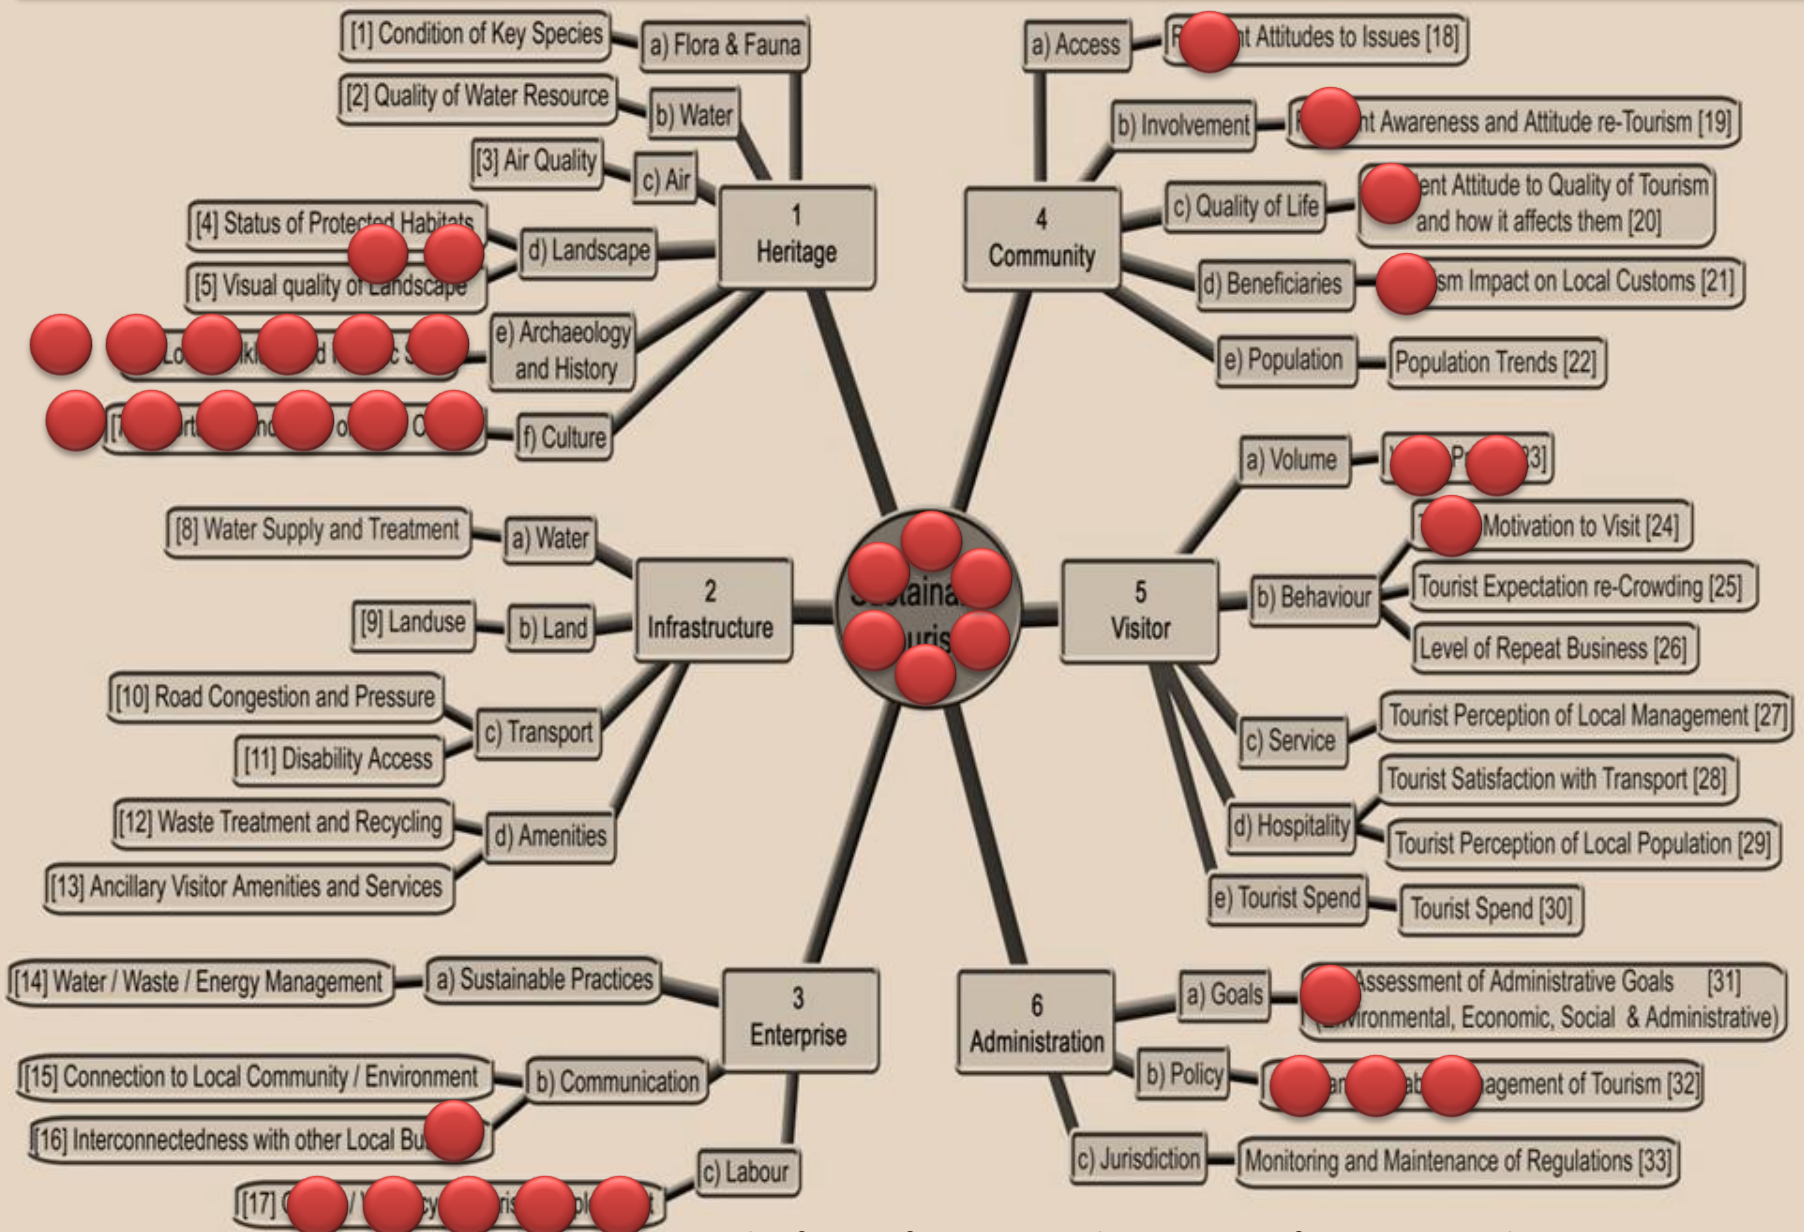 [1] Condition of Key Species
a) Flora & Fauna
[2] Quality of Water Resource
b) Water
[3] Air Quality
c) Air
[4] Status of Protected Habitats
[5] Visual quality of Landscape
d) Landscape
e) Archaeology
and History
f) Culture
1
Heritage
a) Access
Attitudes to Issues [18]
b) Involvement
Awareness and Attitude re-Tourism [19]
c) Quality of Life
Attitude to Quality of Tourism
and how it affects them [20]
d) Beneficiaries
Impact on Local Customs [21]
e) Population
Population Trends [22]
4
Community
[8] Water Supply and Treatment
a) Water
[9] Landuse
b) Land
[10] Road Congestion and Pressure
[11] Disability Access
c) Transport
[12] Waste Treatment and Recycling
[13] Ancillary Visitor Amenities and Services
d) Amenities
2
Infrastructure
a) Volume
b) Behaviour
Motivation to Visit [24]
Tourist Expectation re-Crowding [25]
Level of Repeat Business [26]
5
Visitor
c) Service
Tourist Perception of Local Management [27]
d) Hospitality
Tourist Satisfaction with Transport [28]
Tourist Perception of Local Population [29]
e) Tourist Spend
Tourist Spend [30]
[14] Water / Waste / Energy Management
a) Sustainable Practices
[15] Connection to Local Community / Environment
[16] Interconnectedness with other Local
b) Communication
[17]
c) Labour
3
Enterprise
6
Administration
a) Goals
Assessment of Administrative Goals [31]
(Environmental, Economic, Social & Administrative)
b) Policy
of Tourism [32]
c) Jurisdiction
Monitoring and Maintenance of Regulations [33]